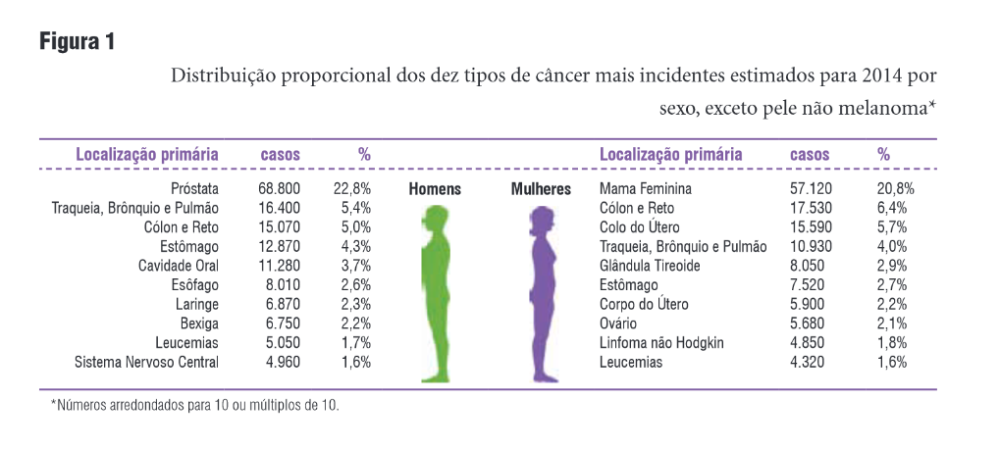 Figura 1
Distribuição proporcional dos dez tipos de câncer mais incidentes estimados para 2014 por
sexo, exceto pele não melanoma*
Localização primária casos % Localização primária casos %
Próstata 68.800 22,8% Homens Mulheres Mama Feminina 57.120 20,8%
Traqueia, Brônquio e Pulmão 16.400 5,4% Cólon e Reto 17.530 6,4%
Cólon e Reto 15.070 5,0% Colo do Útero 15.590 5,7%
Estômago 12.870 4,3% Traqueia, Brônquio e Pulmão 10.930 4,0%
Cavidade Oral 11.280 3,7% Glândula Tireoide 8.050 2,9%
Esôfago 8.010 2,6% Estômago 7.520 2,7%
Laringe 6.870 2,3% Corpo do Útero 5.900 2,2%
Bexiga 6.750 2,2% Ovário 5.680 2,1%
Leucemias 5.050 1,7% Linfoma não Hodgkin 4.850 1,8%
Sistema Nervoso Central 4.960 1,6% Leucemias 4.320 1,6%
*Números arredondados para 10 ou múltiplos de 10.